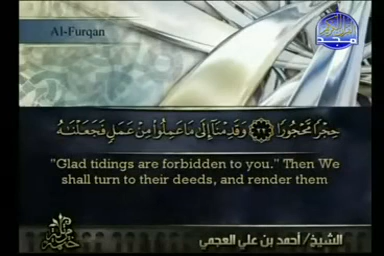 Al-Furqan
مجد
حِجْرًا مَّحْجُورًا ﴿٢٢﴾ وَقَدِمْنَآ إِلَىٰ مَا عَمِلُوا۟ مِنْ عَمَلٍ فَجَعَلْنَـٰهُ
"Glad tidings are forbidden to you." Then We
shall turn to their deeds, and render them
الشيخ/ أحمد بن علي العجمي